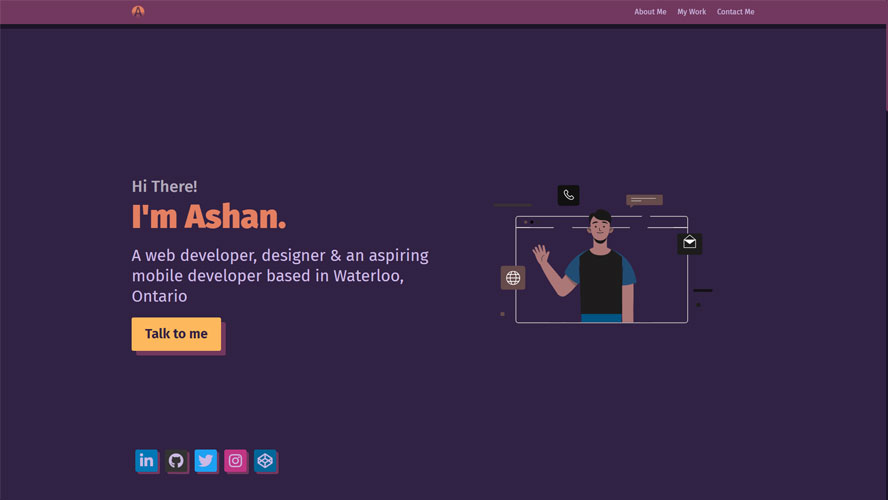 About Me My Work Contact Me
Hi There!
I'm Ashan.
A web developer, designer & an aspiring
mobile developer based in Waterloo,
Ontario
Talk to me
in